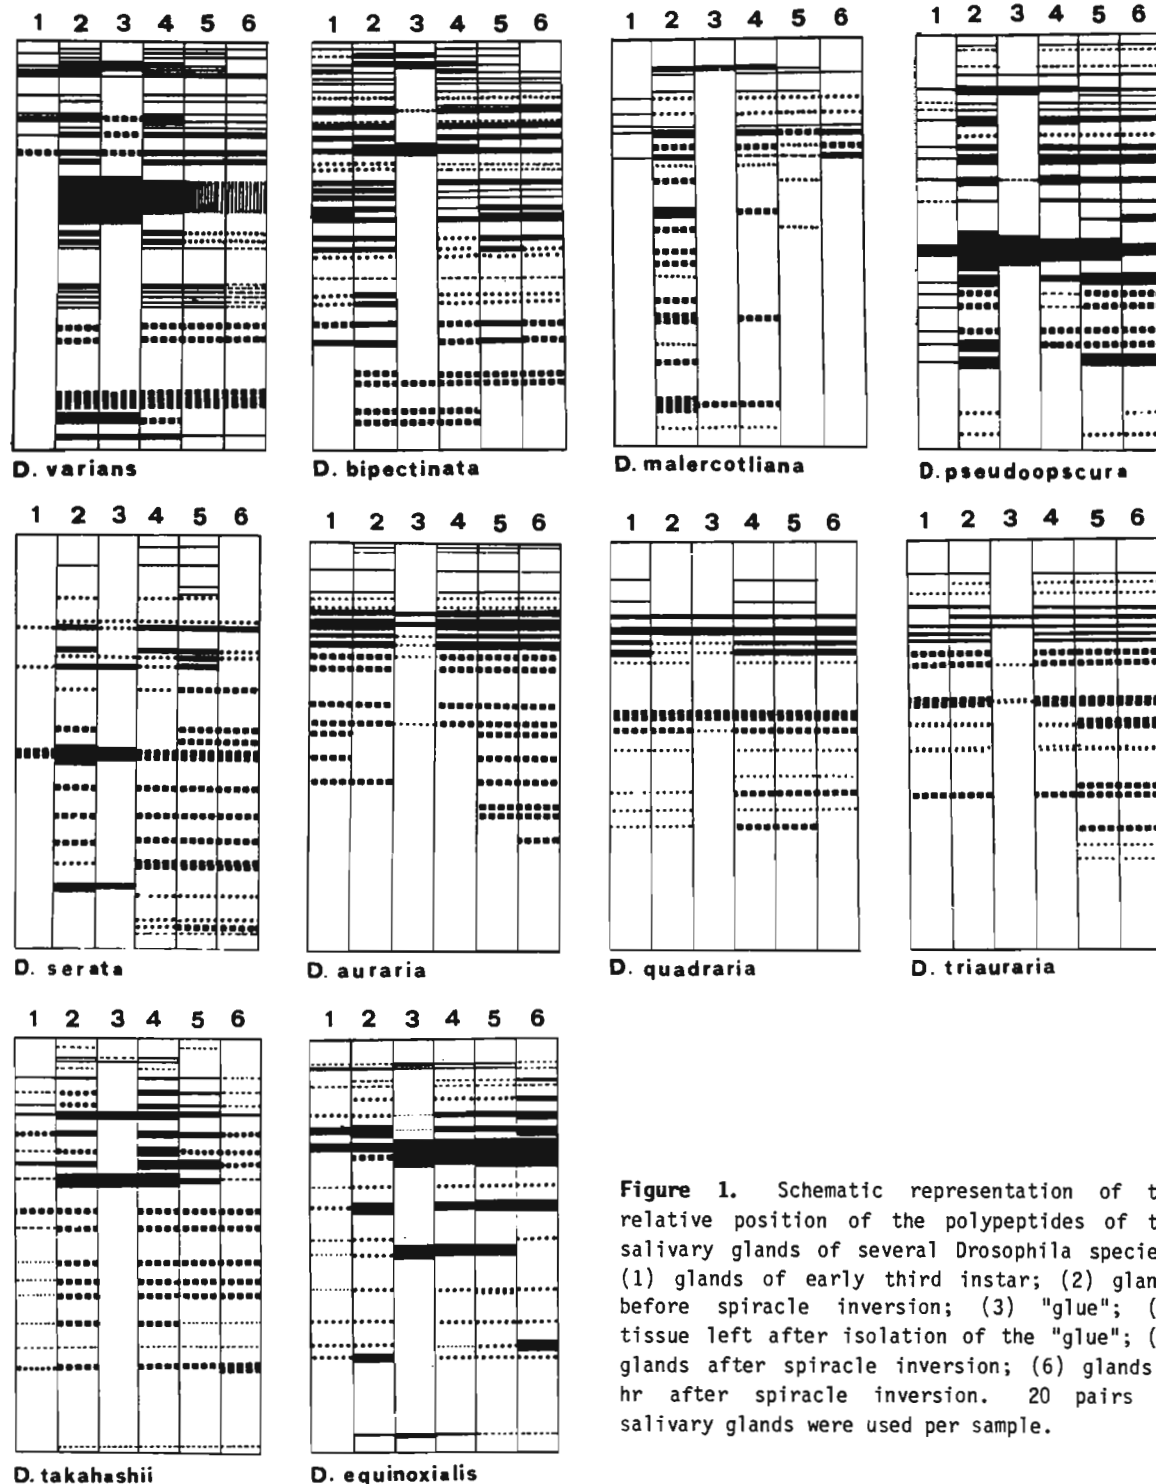 1 2 3 4 5 6
1 2 3 4 5 6
1 2 3 4 5 6
1 2 3 4 5 6
D. varians
D. bipectinata
D. malercotliana
D. pseudoopscura
1 2 3 4 5 6
1 2 3 4 5 6
1 2 3 4 5 6
1 2 3 4 5 6
D. serata
D. auraria
D. quadraria
D. triauraria
1 2 3 4 5 6
1 2 3 4 5 6
D. takahashii
D. equinoxialis
Figure 1. Schematic representation of t
relative position of the polypeptides of t
salivary glands of several Drosophila specie
(1) glands of early third instar; (2) glan
before spiracle inversion; (3) "glue"; (
tissue left after isolation of the "glue"; (
glands after spiracle inversion; (6) glands
hr after spiracle inversion. 20 pairs
salivary glands were used per sample.